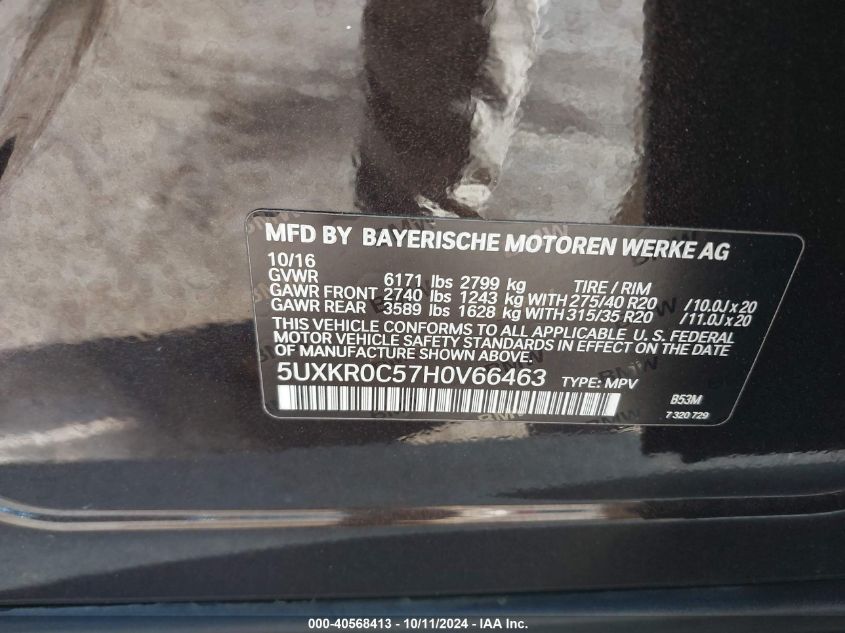 MFD BY BAYERISCHE MOTOREN WERKE AG
10/16
GVWR 6171 lbs 2799 kg TIRE / RIM
GAWR FRONT 2740 lbs 1243 kg WITH 275/40 R20 /10.0J x 20
GAWR REAR 3589 lbs 1628 kg WITH 315/35 R20 /11.0J x 20
THIS VEHICLE CONFORMS TO ALL APPLICABLE U. S. FEDERAL
MOTOR VEHICLE SAFETY STANDARDS IN EFFECT ON THE DATE
OF MANUFACTURE SHOWN ABOVE.
5UXKR0C57H0V66463 TYPE: MPV B53M
7 320 729
000-40568413 - 10/11/2024 - www.iaai.com